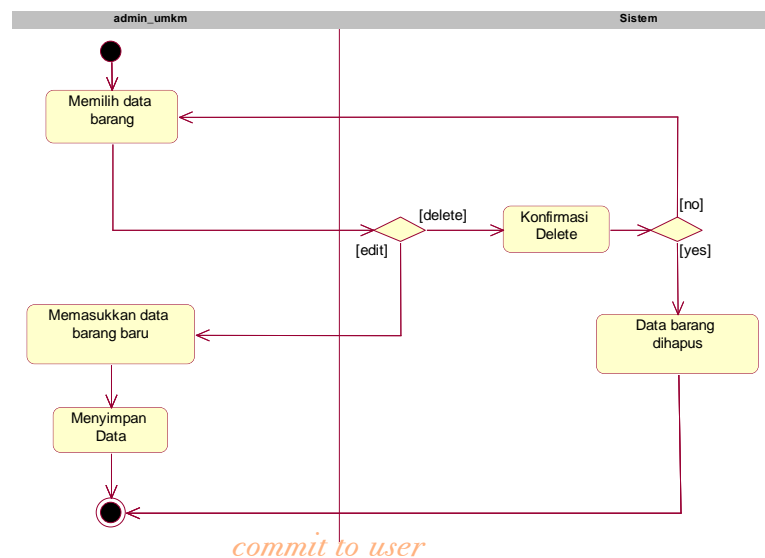 admin_umkm
Sistem
Memilih data
barang
[no]
[delete]
Konfirmasi
Delete
[edit]
[yes]
Memasukkan data
barang baru
Data barang
dihapus
Menyimpan
Data
commit to user